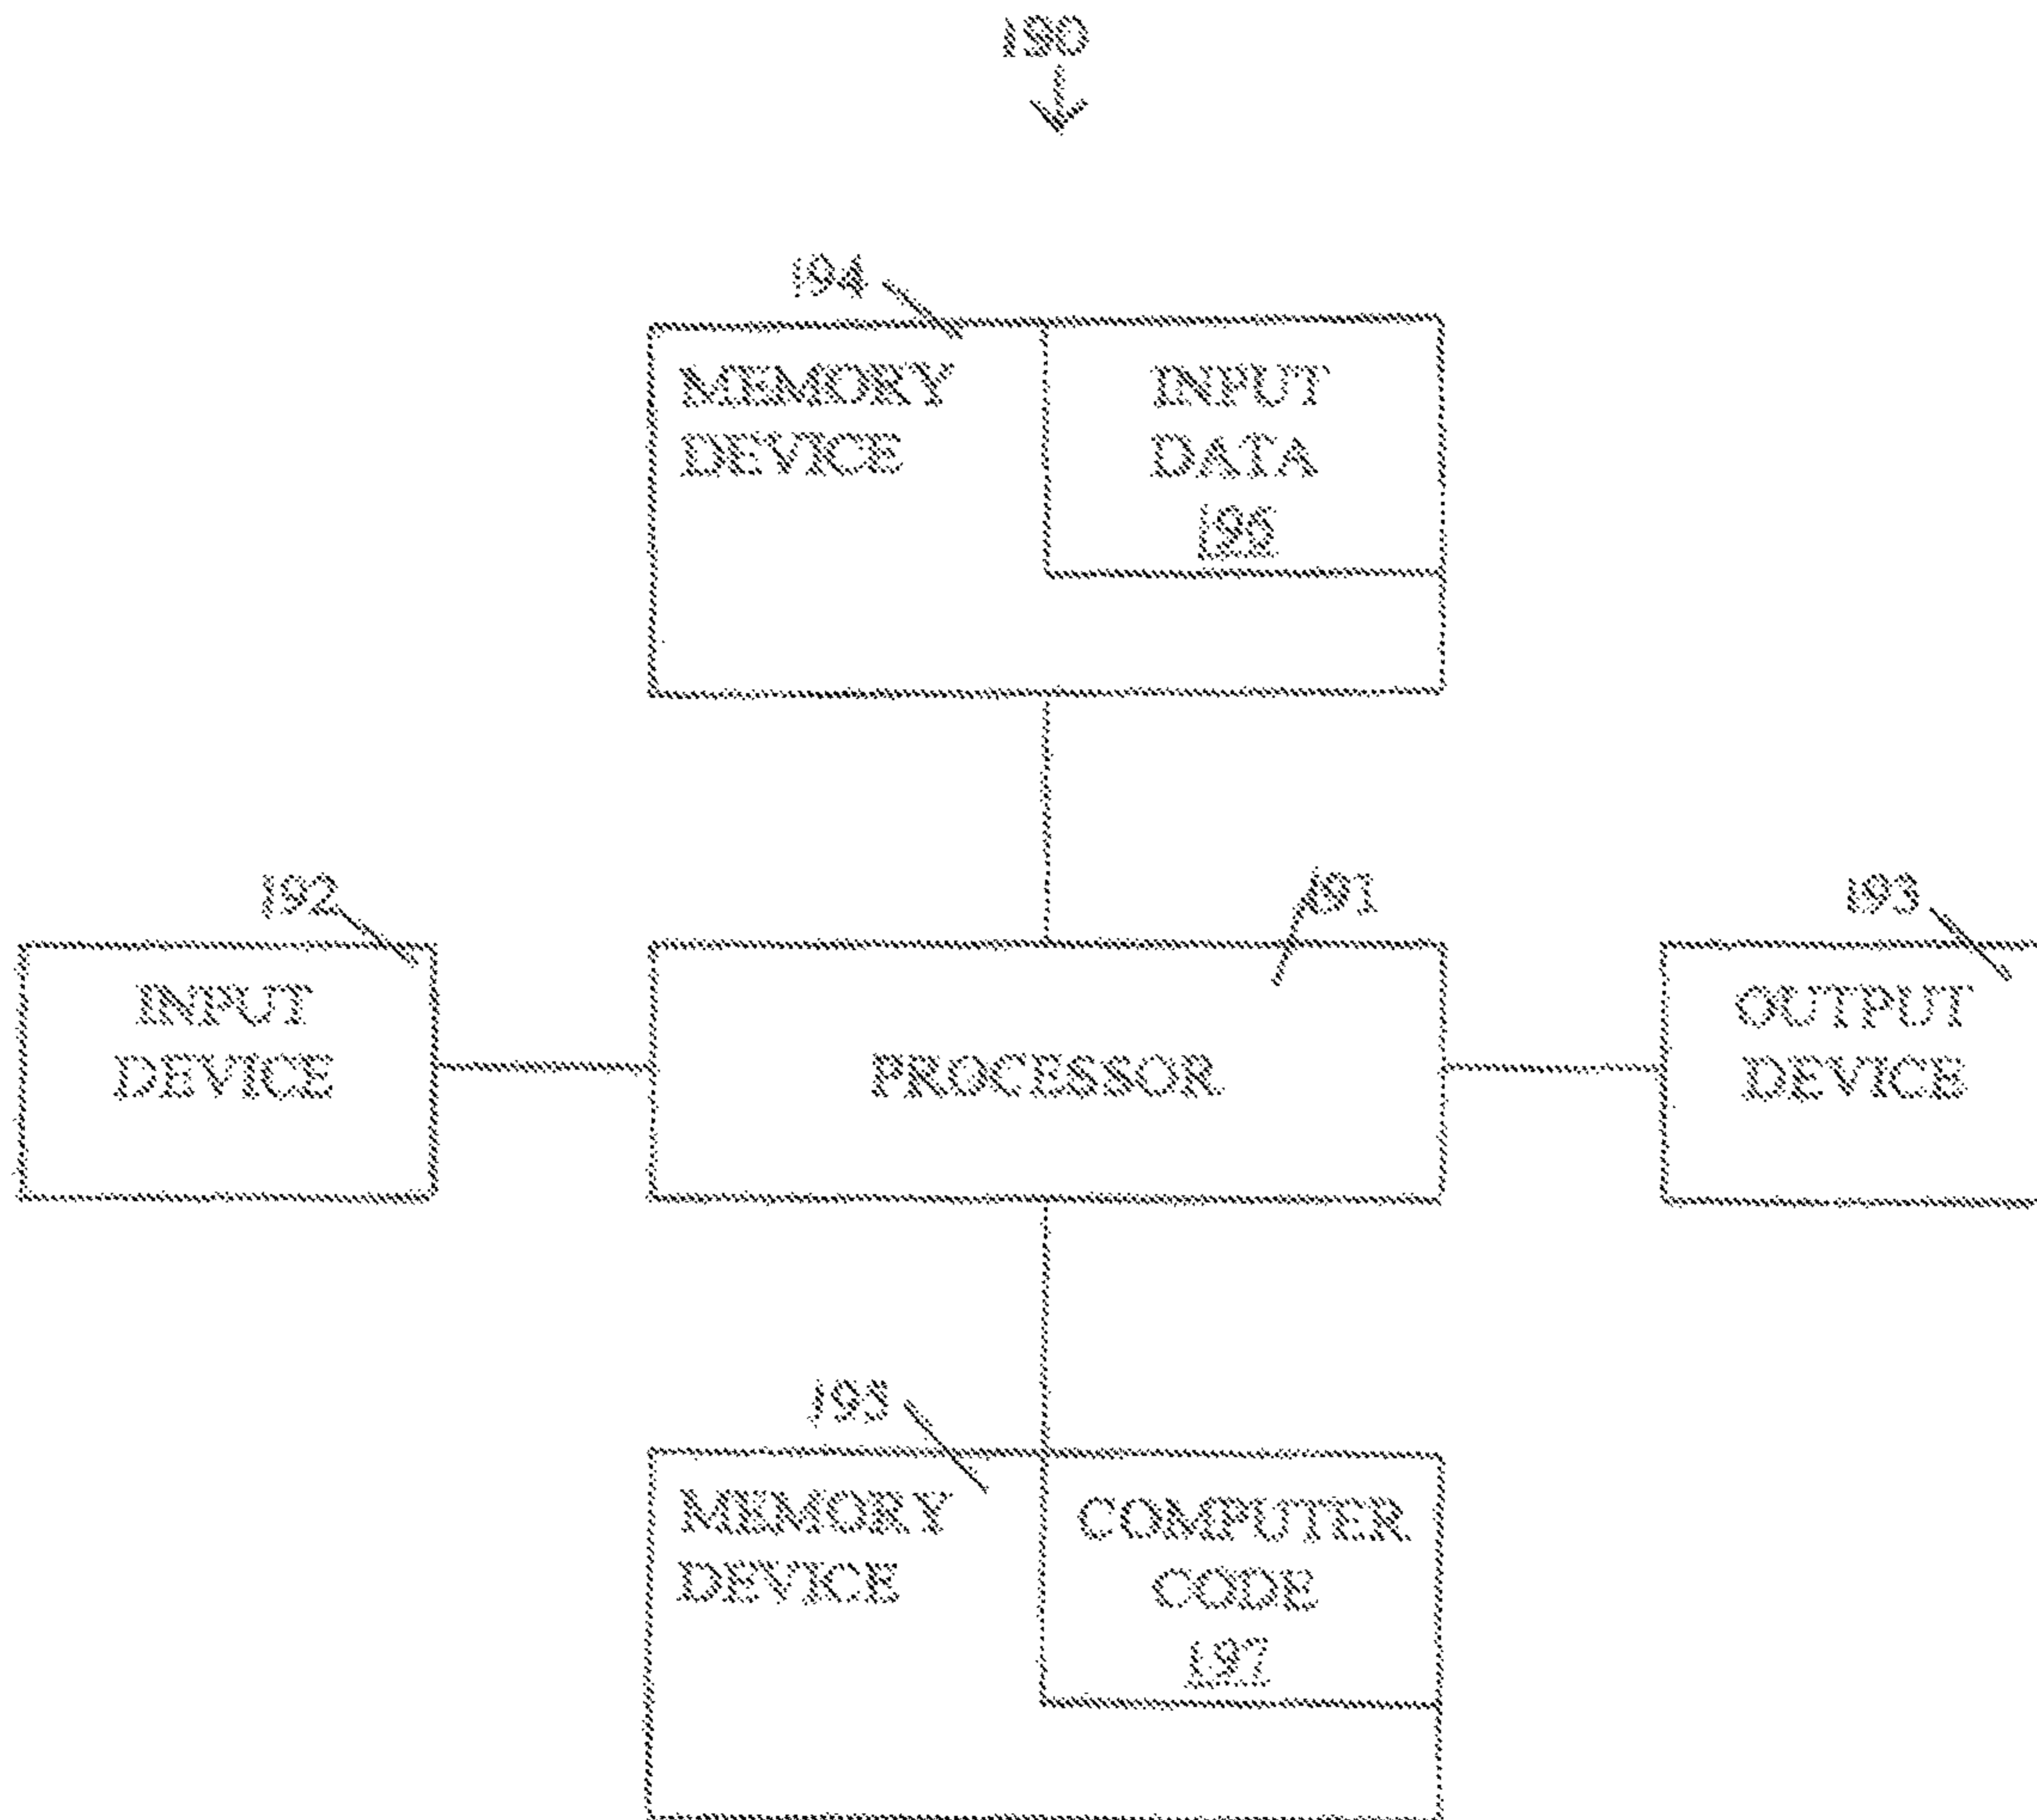 190
194
MEMORY
DEVICE
INPUT
DATA
196
192
191
193
INPUT
DEVICE
PROCESSOR
OUTPUT
DEVICE
195
MEMORY
DEVICE
COMPUTER
CODE
197